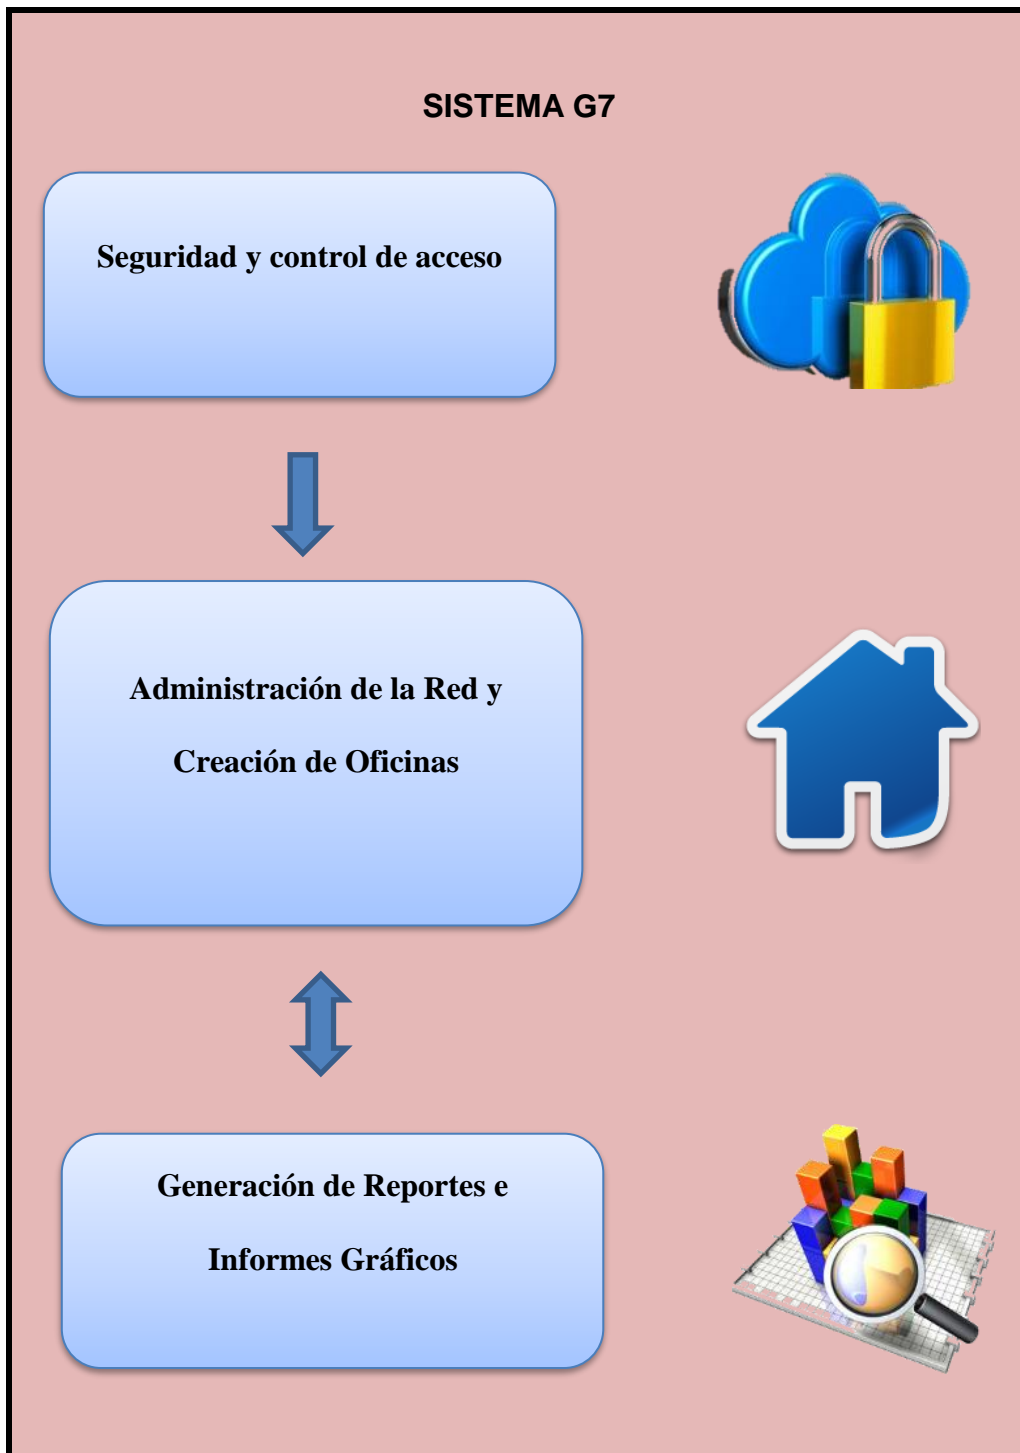 SISTEMA G7
Seguridad y control de acceso
Administración de la Red y
Creación de Oficinas
Generación de Reportes e
Informes Gráficos